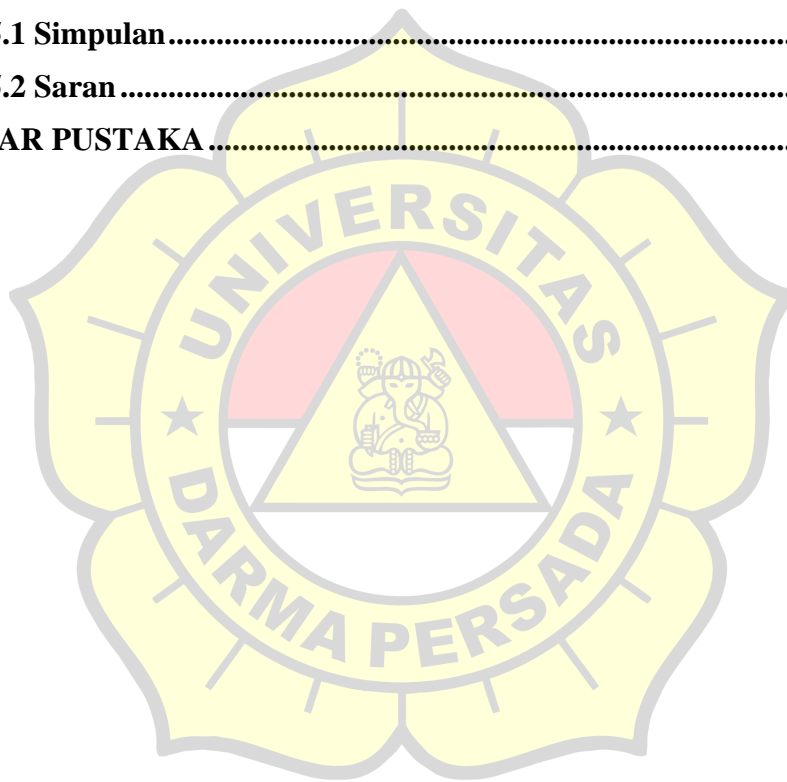 .1 Simpulan........................................................................................................
.2 Saran................................................................................................................
AR PUSTAKA..................................................................................................
UNIVERSITAS
DARMA PERSADA